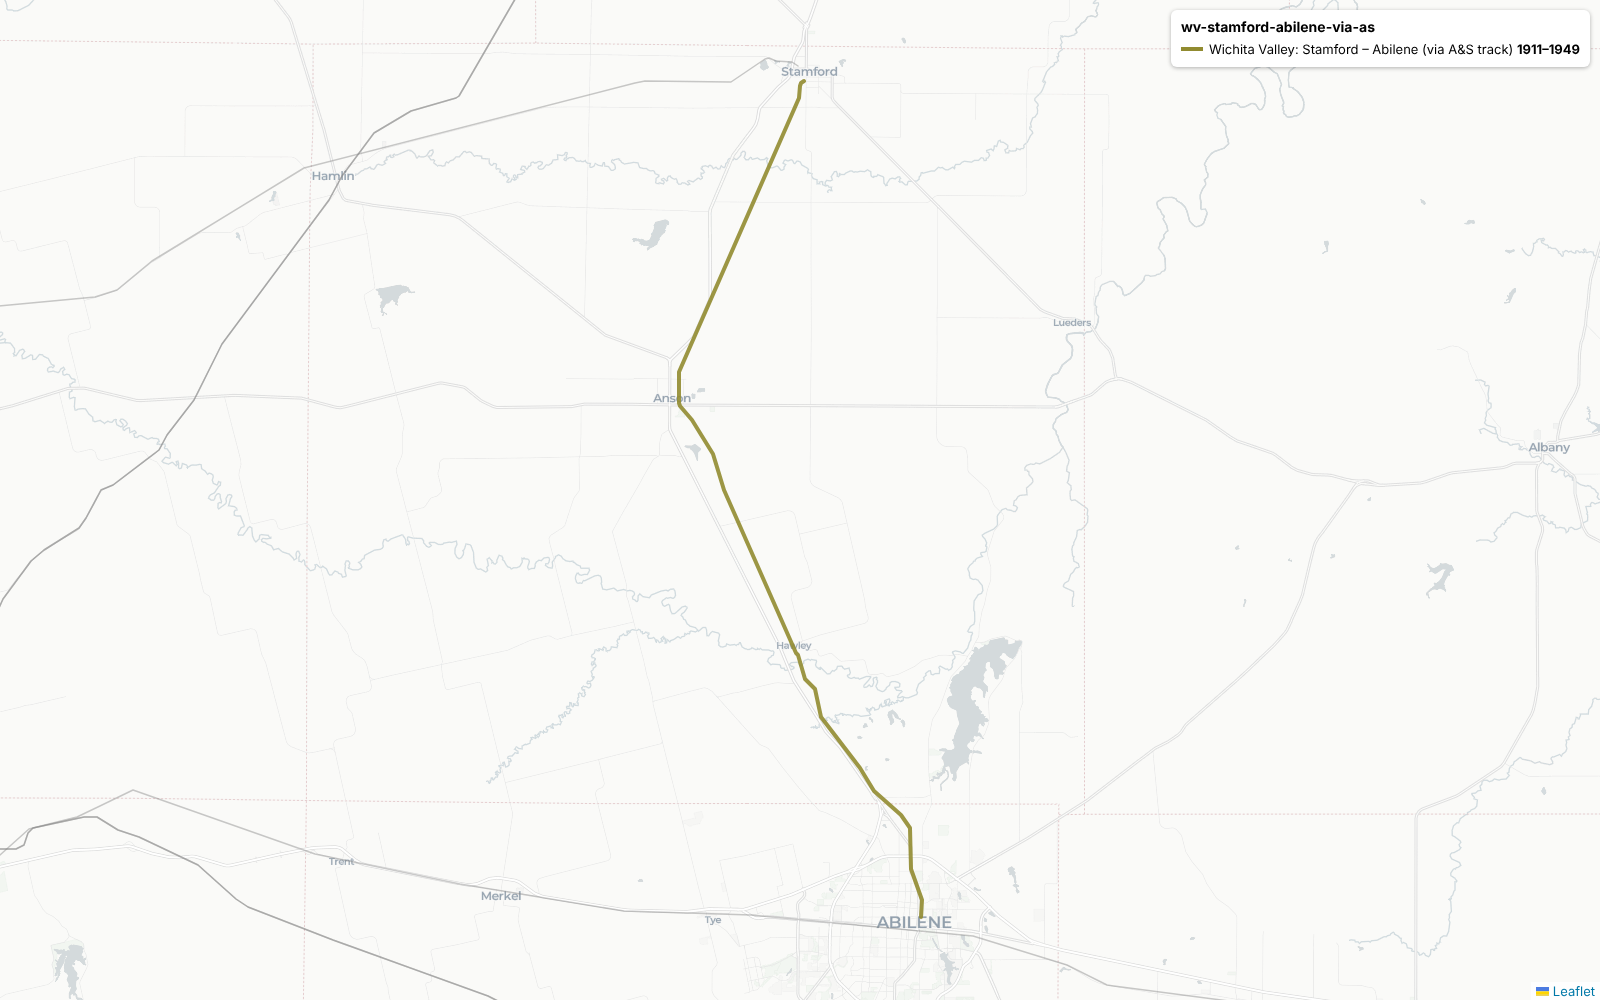 wv-stamford-abilene-via-as
Wichita Valley: Stamford – Abilene (via A&S track) 1911–1949
Stamford
Hamlin
Lueders
Anson
Albany
Hawley
Trent
Merkel
Tye
ABILENE
Leaflet